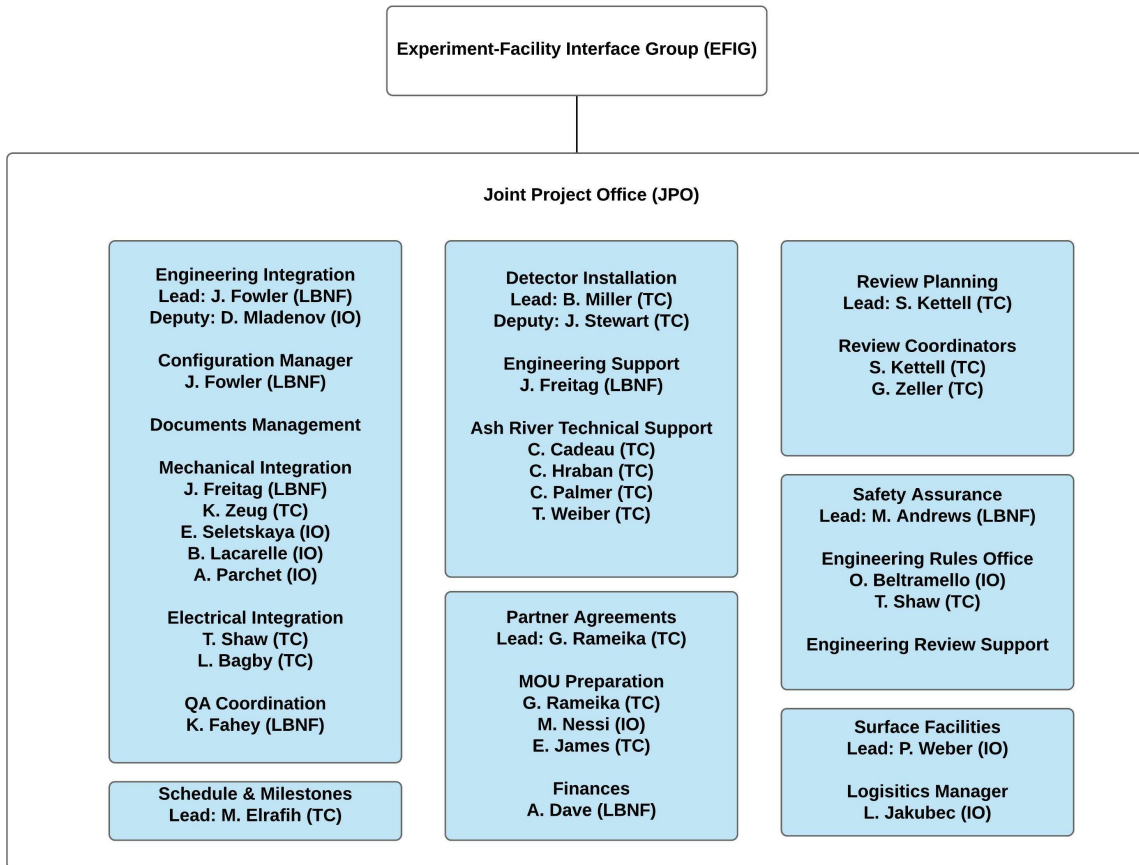 Experiment-Facility Interface Group (EFIG)
Joint Project Office (JPO)
Engineering Integration
Lead: J. Fowler (LBNF)
Deputy: D. Mladenov (IO)
Configuration Manager
J. Fowler (LBNF)
Documents Management
Mechanical Integration
J. Freitag (LBNF)
K. Zeug (TC)
E. Seletskaya (IO)
B. Lacarelle (IO)
A. Parchet (IO)
Electrical Integration
T. Shaw (TC)
L. Bagby (TC)
QA Coordination
K. Fahey (LBNF)
Schedule & Milestones
Lead: M. Elrafih (TC)
Detector Installation
Lead: B. Miller (TC)
Deputy: J. Stewart (TC)
Engineering Support
J. Freitag (LBNF)
Ash River Technical Support
C. Cadeau (TC)
C. Hraban (TC)
C. Palmer (TC)
T. Weiber (TC)
Partner Agreements
Lead: G. Rameika (TC)
MOU Preparation
G. Rameika (TC)
M. Nessi (IO)
E. James (TC)
Finances
A. Dave (LBNF)
Review Planning
Lead: S. Kettell (TC)
Review Coordinators
S. Kettell (TC)
G. Zeller (TC)
Safety Assurance
Lead: M. Andrews (LBNF)
Engineering Rules Office
O. Beltramello (IO)
T. Shaw (TC)
Engineering Review Support
Surface Facilities
Lead: P. Weber (IO)
Logisitics Manager
L. Jakubec (IO)